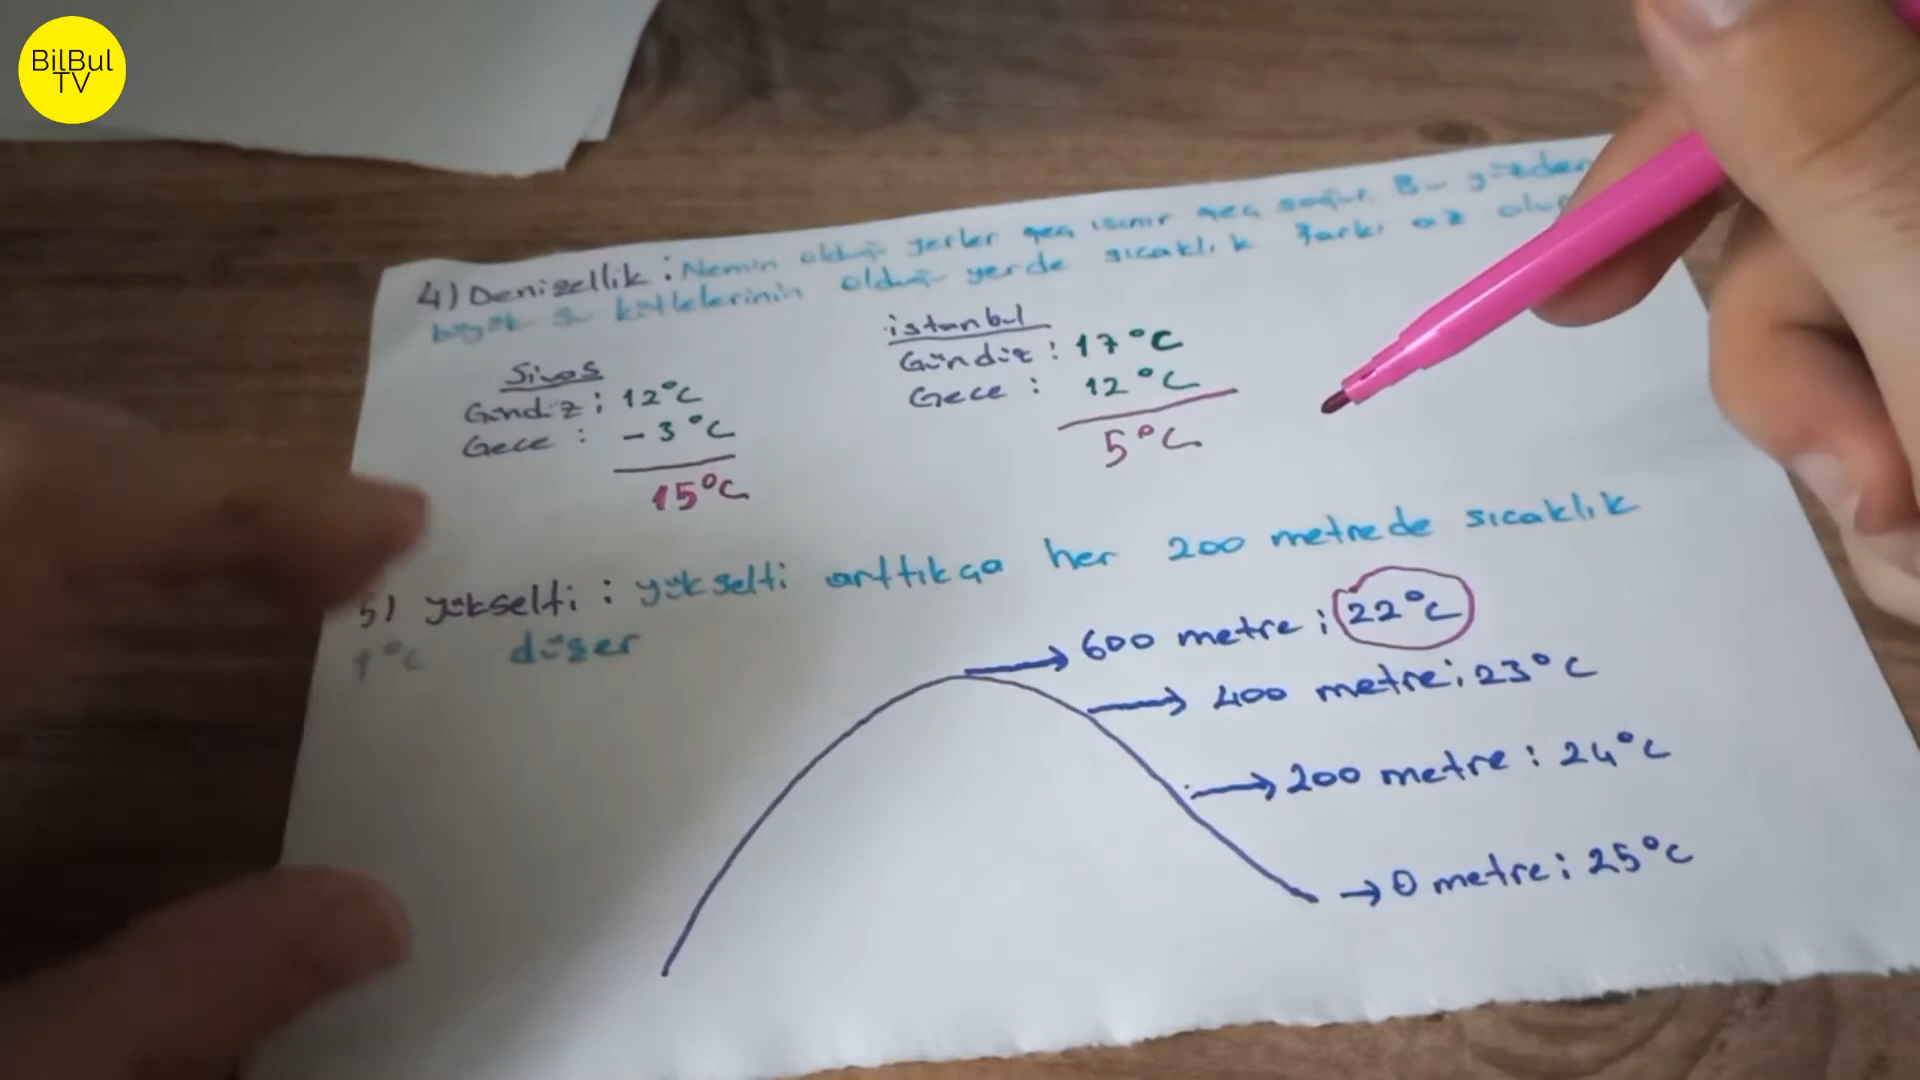 BilBul
TV
4) Denizellik : Nemin olduğu yerler geç ısınır geç soğur. Bu yüzden
büyük su kütlelerinin olduğu yerde sıcaklık farkı az
Sivas
Gündüz : 12°C
Gece : -3°C
15°C
istanbul
Gündüz : 17°C
Gece : 12°C
5°C
5) yükselti : yükselti arttıkça her 200 metrede sıcaklık
1°C düşer
600 metre : 22°C
400 metre : 23°C
200 metre : 24°C
0 metre : 25°C